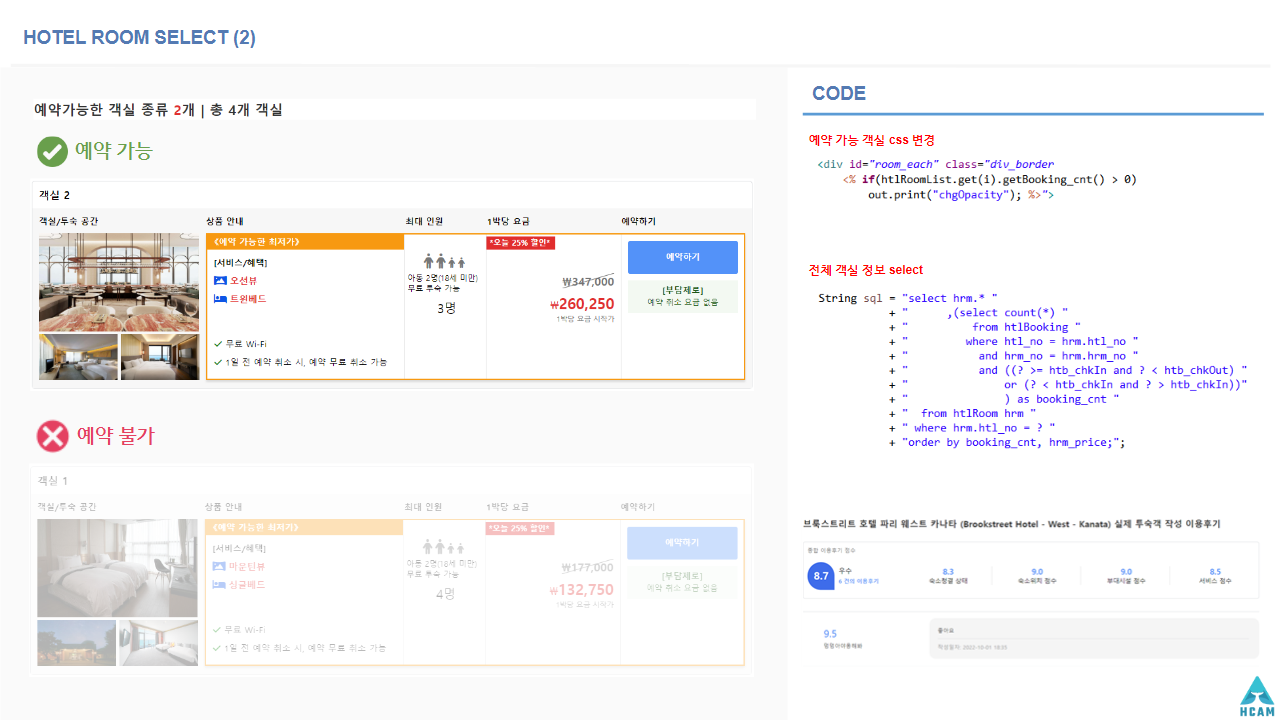 HOTEL ROOM SELECT (2)
예약가능한 객실 종류 2개 | 총 4개 객실
예약 가능
객실 2
객실/투숙 공간 상품 안내 최대 인원 1박당 요금 예약하기
《예약 가능한 최저가》
[서비스/혜택]
오션뷰
트윈베드
무료 Wi-Fi
1일 전 예약 취소 시, 예약 무료 취소 가능
아동 2명(18세 미만)
무료 투숙 가능
3명
*오늘 25% 할인*
₩347,000
₩260,250
1박당 요금 시작가
예약하기
[부담제로]
예약 취소 요금 없음
예약 불가
객실 1
객실/투숙 공간 상품 안내 최대 인원 1박당 요금 예약하기
《예약 가능한 최저가》
[서비스/혜택]
마운틴뷰
싱글베드
무료 Wi-Fi
1일 전 예약 취소 시, 예약 무료 취소 가능
아동 2명(18세 미만)
무료 투숙 가능
4명
*오늘 25% 할인*
₩177,000
₩132,750
1박당 요금 시작가
예약하기
[부담제로]
예약 취소 요금 없음
CODE
예약 가능 객실 css 변경
<div id="room_each" class="div_border
<% if(htlRoomList.get(i).getBooking_cnt() > 0)
out.print("chgOpacity"); %>">
전체 객실 정보 select
String sql = "select hrm.* "
+ " ,(select count(*) "
+ " from htlBooking "
+ " where htl_no = hrm.htl_no "
+ " and hrm_no = hrm.hrm_no "
+ " and ((? >= htb_chkIn and ? < htb_chkOut) "
+ " or (? < htb_chkIn and ? > htb_chkIn))"
+ " ) as booking_cnt "
+ " from htlRoom hrm "
+ " where hrm.htl_no = ? "
+ "order by booking_cnt, hrm_price;";
브룩스트리트 호텔 파리 웨스트 카나타 (Brookstreet Hotel - West - Kanata) 실제 투숙객 작성 이용후기
종합 이용후기 점수
8.7 우수
6 건의 이용후기
8.3
숙소청결 상태
9.0
숙소위치 점수
9.0
부대시설 점수
8.5
서비스 점수
9.5
좋아요
작성일자: 2022-10-01 18:35
HCAM